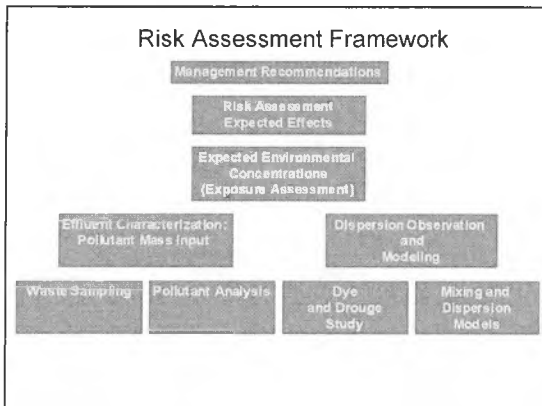 Risk Assessment Framework
Management Recommendations
Risk Assessment
Expected Effects
Expected Environmental
Concentrations
(Exposure Assessment)
Effluent Characterization:
Pollutant Mass Input
Dispersion Observation
and
Modeling
Waste Sampling
Pollutant Analysis
Dye
and Drouge
Study
Mixing and
Dispersion
Models